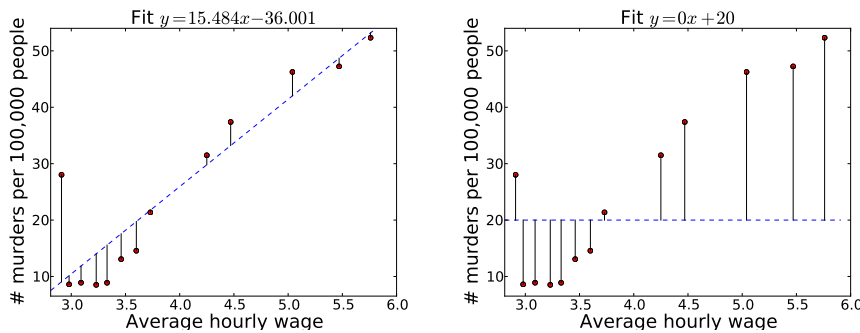 Fit y=15.484x−36.001
# murders per 100,000 people
50
40
30
20
10
3.0 3.5 4.0 4.5 5.0 5.5 6.0
Average hourly wage
Fit y=0x+20
# murders per 100,000 people
50
40
30
20
10
3.0 3.5 4.0 4.5 5.0 5.5 6.0
Average hourly wage